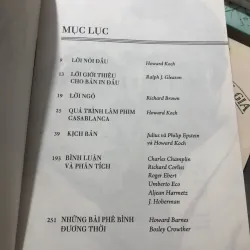 MỤC LỤC
9 LỜI NÓI ĐẦU Howard Koch
13 LỜI GIỚI THIỆU Ralph J. Gleason
CHO BẢN IN ĐẦU
19 LỜI NGỎ Richard Brown
25 QUÁ TRÌNH LÀM PHIM Howard Koch
CASABLANCA
39 KỊCH BẢN Julius và Philip Epstein
và Howard Koch
193 BÌNH LUẬN Charles Champlin
VÀ PHÂN TÍCH Richard Corliss
Roger Ebert
Umberto Eco
Aljean Harmetz
J. Hoberman
251 NHỮNG BÀI PHÊ BÌNH Howard Barnes
ĐƯƠNG THỜI Bosley Crowther
GIA